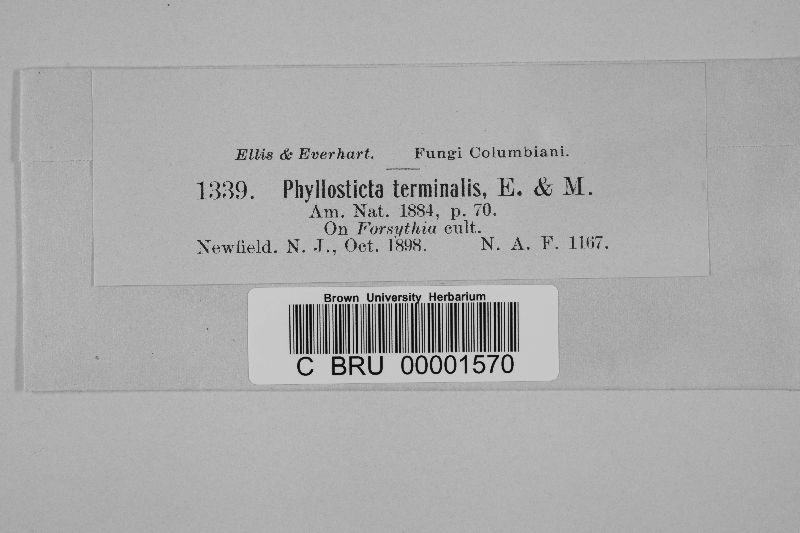 Ellis & Everhart. Fungi Columbiani.
1339. Phyllosticta terminalis, E. & M.
Am. Nat. 1884, p. 70.
On Forsythia cult.
Newfield. N. J., Oct. 1898. N. A. F. 1167.
Brown University Herbarium
C BRU 00001570